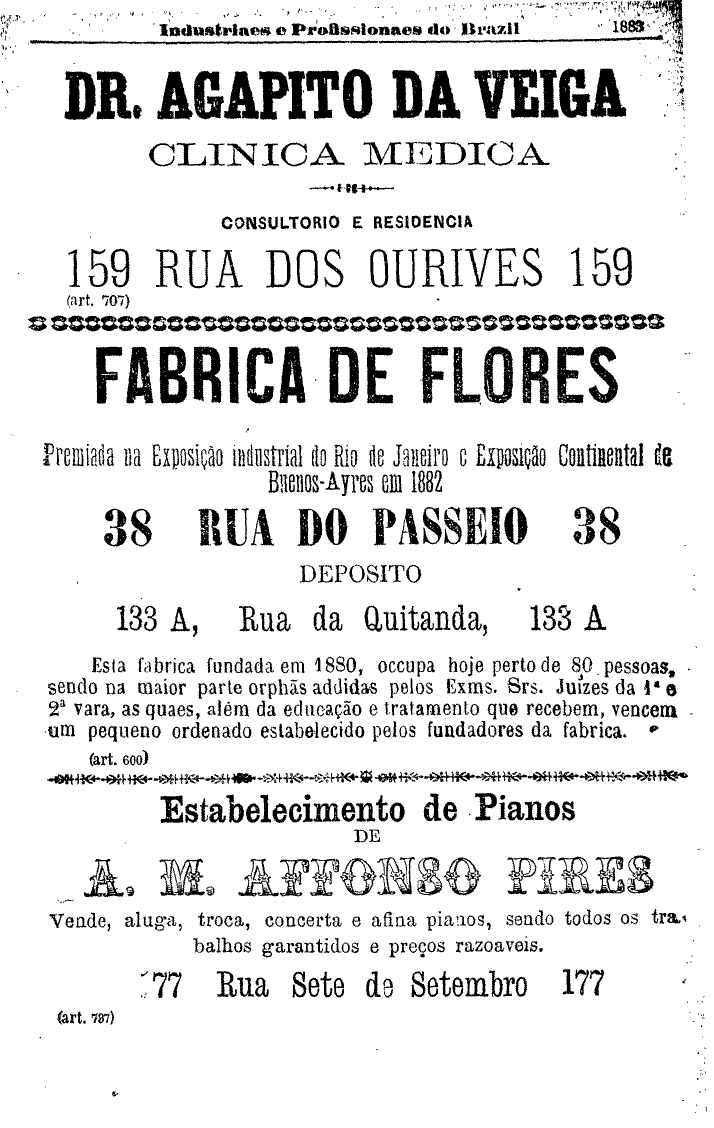 Industriaes e Profissionaes do Brazil 1883
DR. AGAPITO DA VEIGA
CLINICA MEDICA
CONSULTORIO E RESIDENCIA
159 RUA DOS OURIVES 159
(art. 707)
FABRICA DE FLORES
Premiada na Exposição industrial do Rio de Janeiro e Exposição Continental de
Buenos-Ayres em 1882
38 RUA DO PASSEIO 38
DEPOSITO
133 A, Rua da Quitanda, 133 A
Esta fabrica fundada em 1880, occupa hoje perto de 80 pessoas,
sendo na maior parte orphãs addidas pelos Exms. Srs. Juizes da 1ª e
2ª vara, as quaes, além da educação e tratamento que recebem, vencem
um pequeno ordenado estabelecido pelos fundadores da fabrica.
(art. 600)
Estabelecimento de Pianos
DE
A. M. AFFONSO PIRES
Vende, aluga, troca, concerta e afina pianos, sendo todos os tra-
balhos garantidos e preços razoaveis.
77 Rua Sete de Setembro 177
(art. 787)